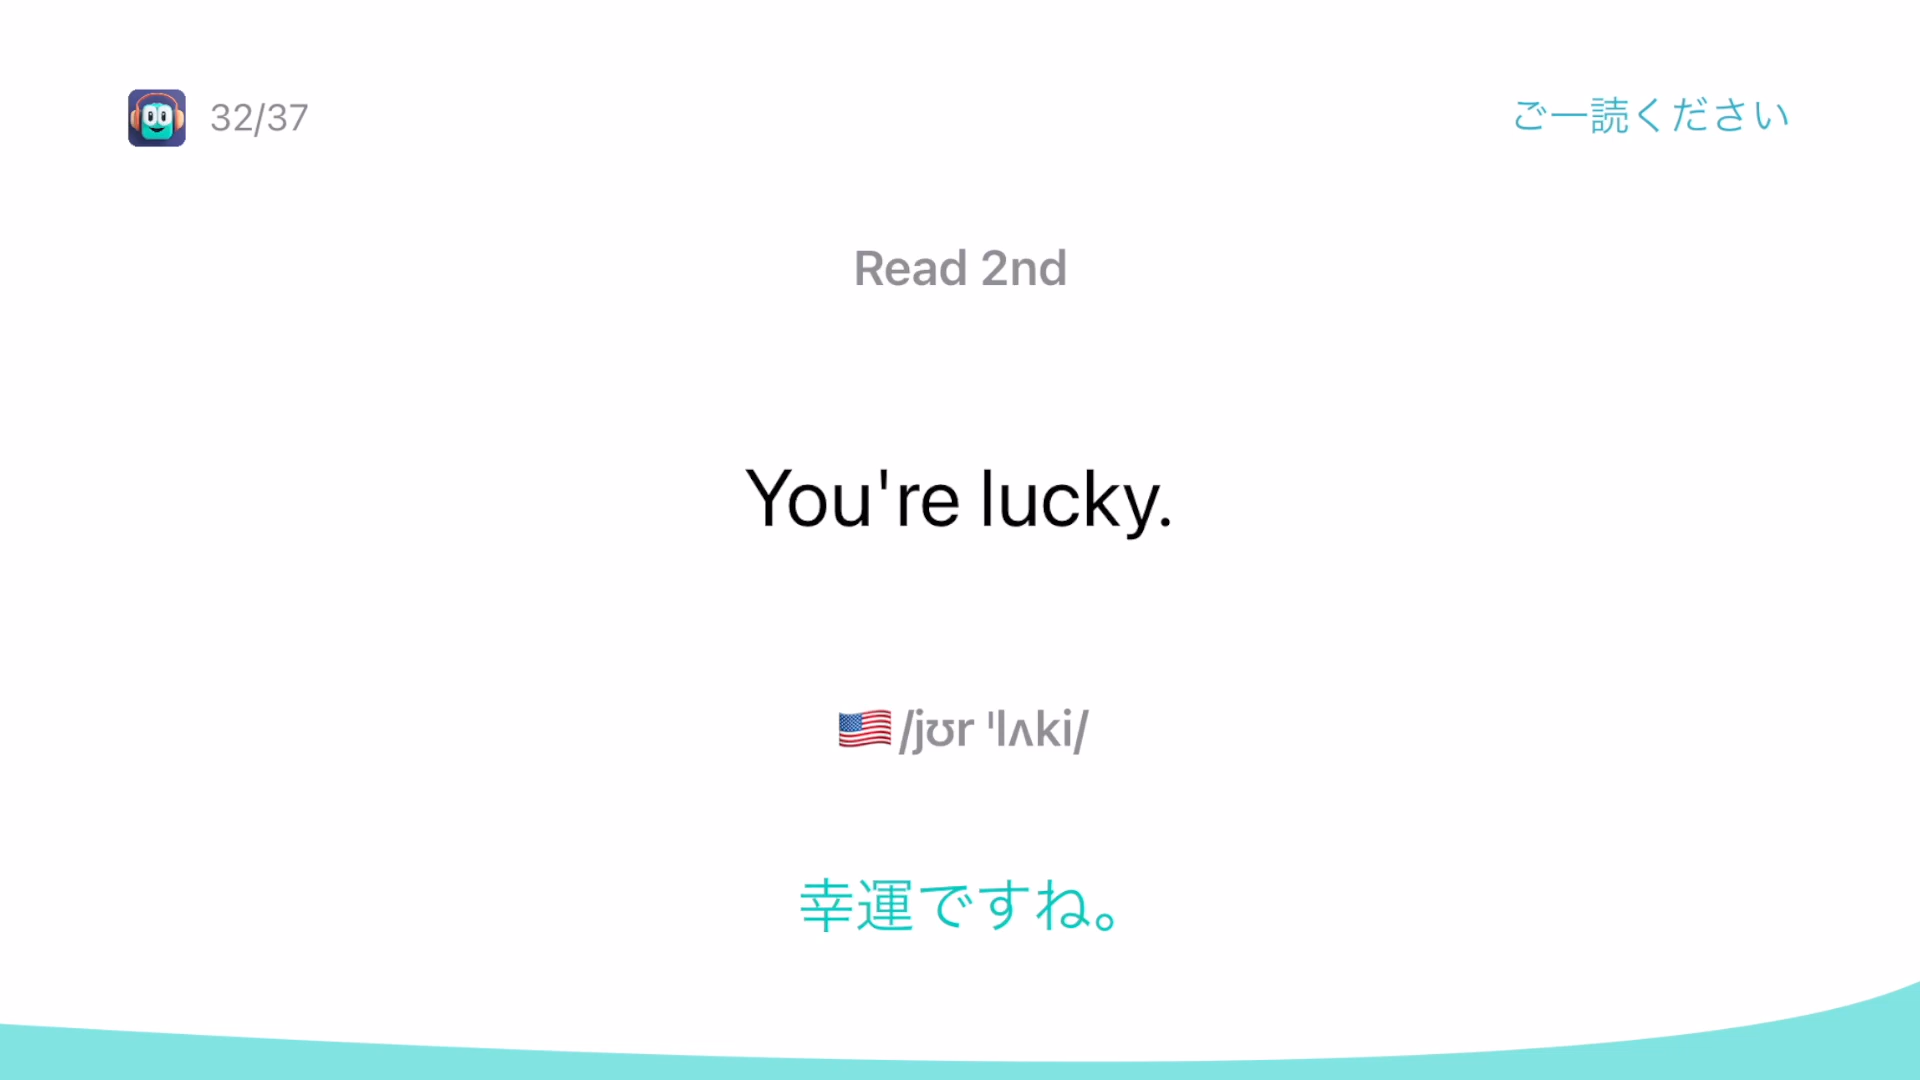 32/37
ご一読ください
Read 2nd
You're lucky.
/jʊr ˈlʌki/
幸運ですね。